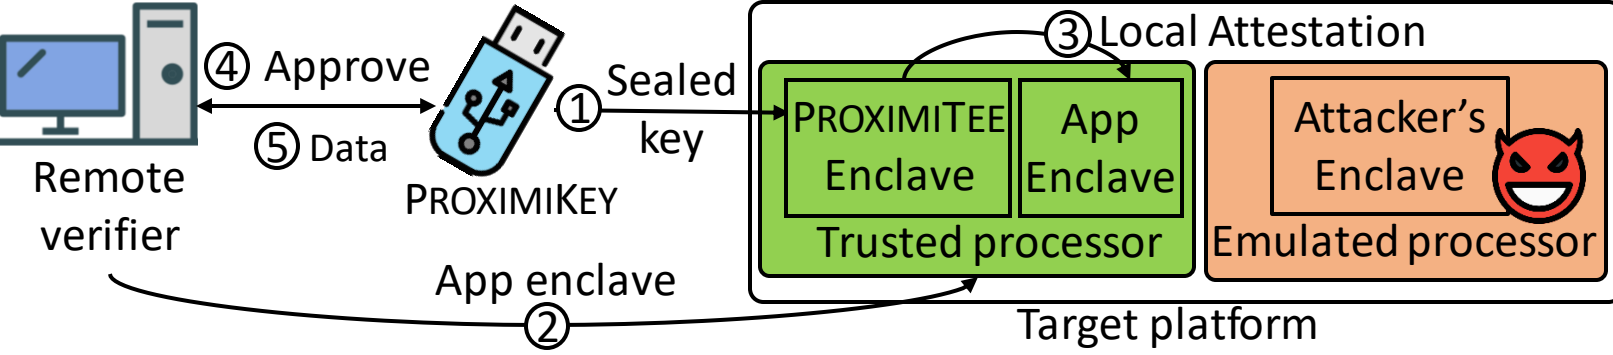 ④ Approve
⑤ Data
Remote
verifier
PROXIMIKEY
① Sealed
key
③ Local Attestation
PROXIMITEE
Enclave
App
Enclave
Trusted processor
Attacker's
Enclave
Emulated processor
App enclave
②
Target platform